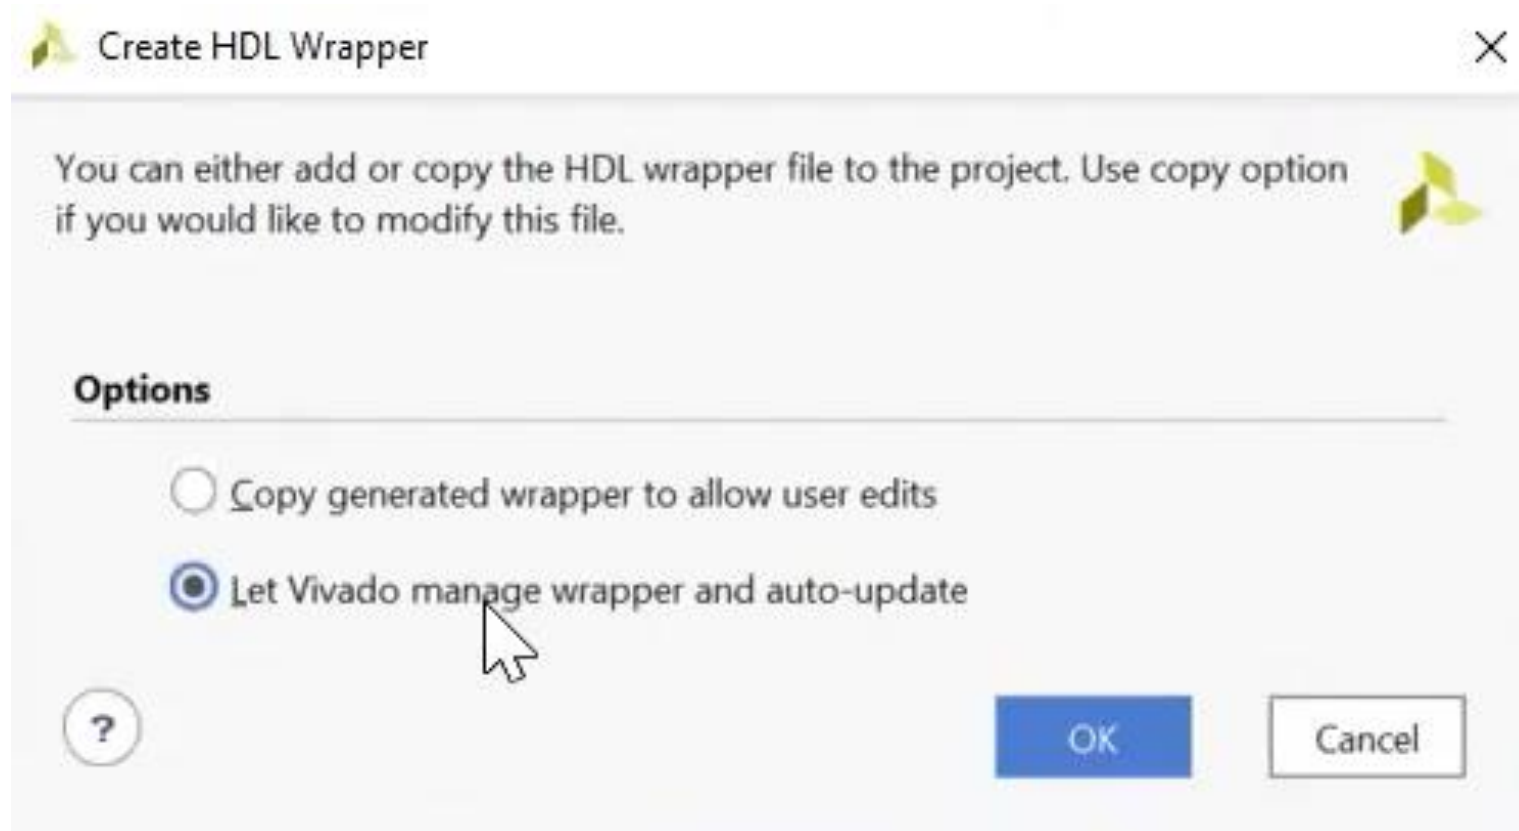 Create HDL Wrapper
You can either add or copy the HDL wrapper file to the project. Use copy option
if you would like to modify this file.
Options
Copy generated wrapper to allow user edits
Let Vivado manage wrapper and auto-update
?
OK
Cancel